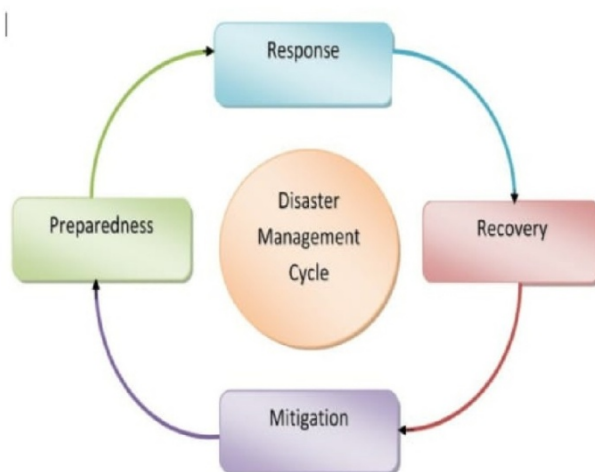 Response
Preparedness
Disaster
Management
Cycle
Recovery
Mitigation